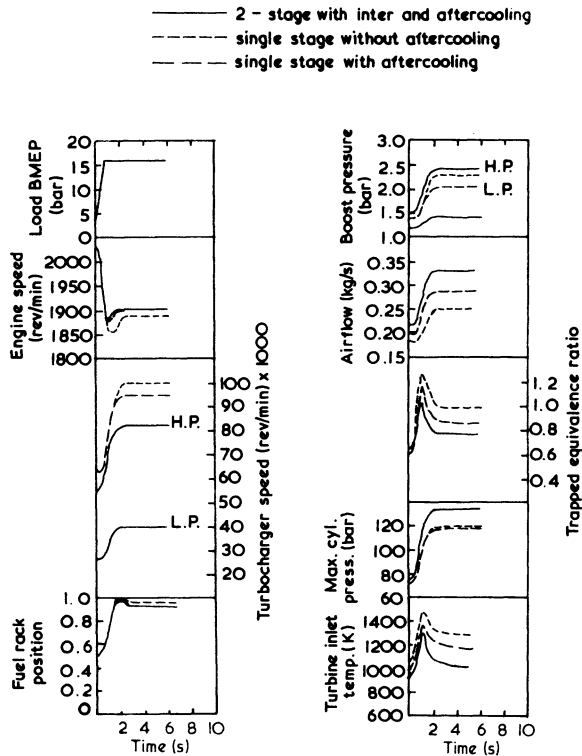 2 - stage with inter and aftercooling
single stage without aftercooling
single stage with aftercooling
Load BMEP
(bar)
20
15
10
5
0
Engine speed
(rev/min)
2000
1950
1900
1850
1800
Turbocharger speed (rev/min) x 1000
100
90
80
70
60
50
40
30
20
H.P.
L.P.
Fuel rack
position
1.0
0.8
0.6
0.4
0.2
0
2 4 6 8 10
Time (s)
Boost pressure
(bar)
3.0
2.5
2.0
1.5
1.0
H.P.
L.P.
Airflow (kg/s)
0.35
0.30
0.25
0.20
0.15
Trapped equivalence ratio
1.2
1.0
0.8
0.6
0.4
Max. cyl.
press. (bar)
120
100
80
60
Turbine inlet
temp. (K)
1400
1200
1000
800
600
2 4 6 8 10
Time (s)